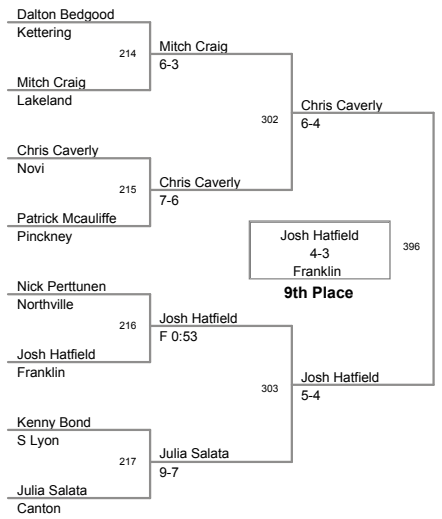 Dalton Bedgood
Kettering
214
Mitch Craig
6-3
Mitch Craig
Lakeland
302
Chris Caverly
6-4
Chris Caverly
Novi
215
Chris Caverly
7-6
Patrick Mcauliffe
Pinckney
Josh Hatfield
4-3
Franklin
396
9th Place
Nick Perttunen
Northville
216
Josh Hatfield
F 0:53
Josh Hatfield
Franklin
303
Josh Hatfield
5-4
Kenny Bond
S Lyon
217
Julia Salata
9-7
Julia Salata
Canton